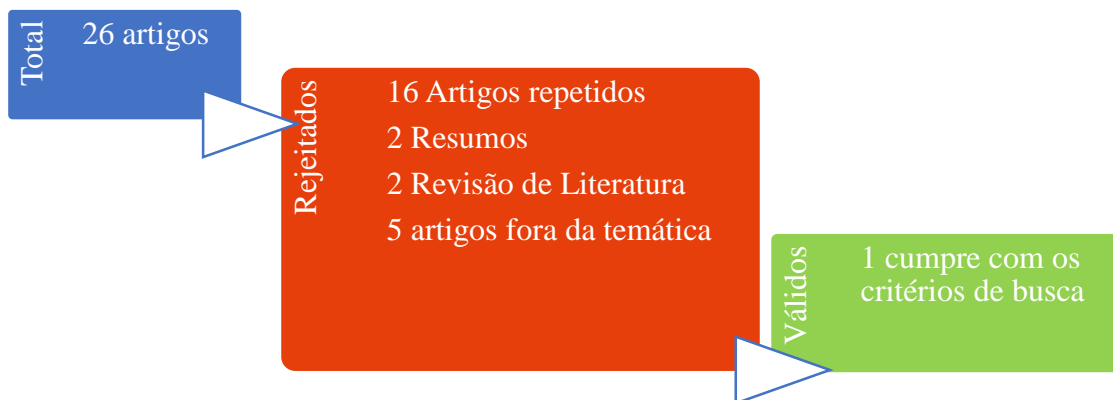 Total
26 artigos
Rejeitados
16 Artigos repetidos
2 Resumos
2 Revisão de Literatura
5 artigos fora da temática
Válidos
1 cumpre com os
critérios de busca